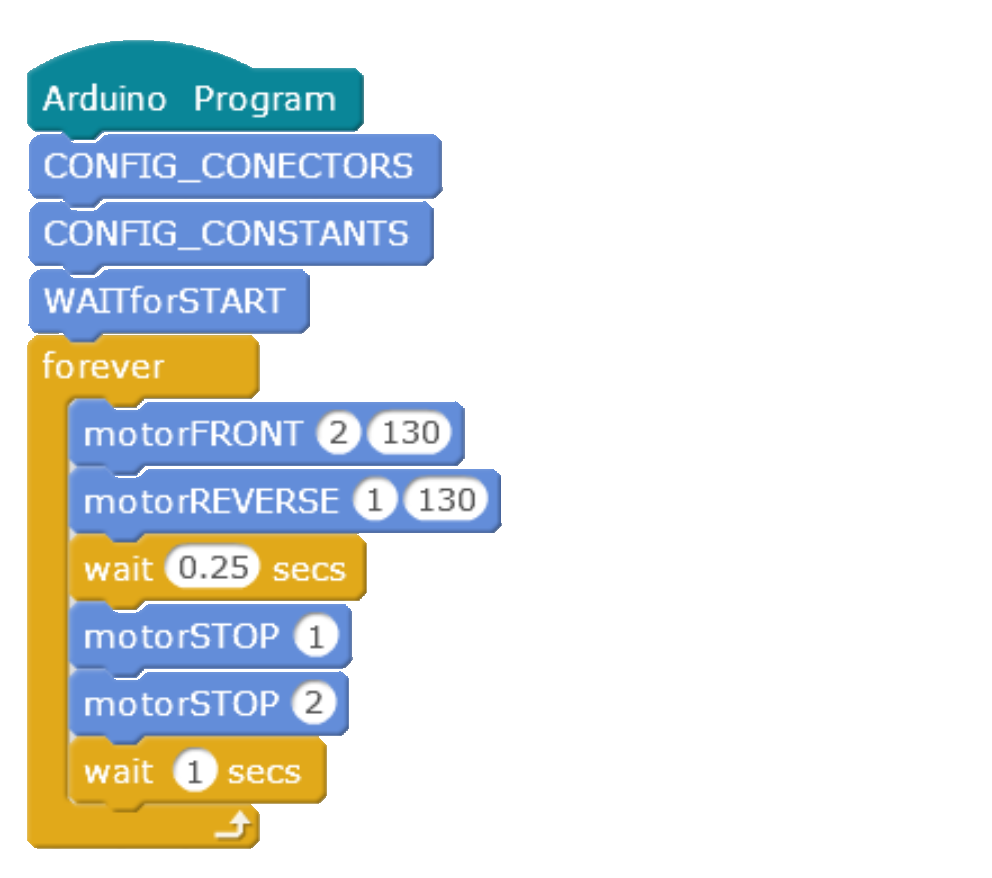 Arduino Program
CONFIG_CONECTORS
CONFIG_CONSTANTS
WAITforSTART
forever
motorFRONT 2 130
motorREVERSE 1 130
wait 0.25 secs
motorSTOP 1
motorSTOP 2
wait 1 secs